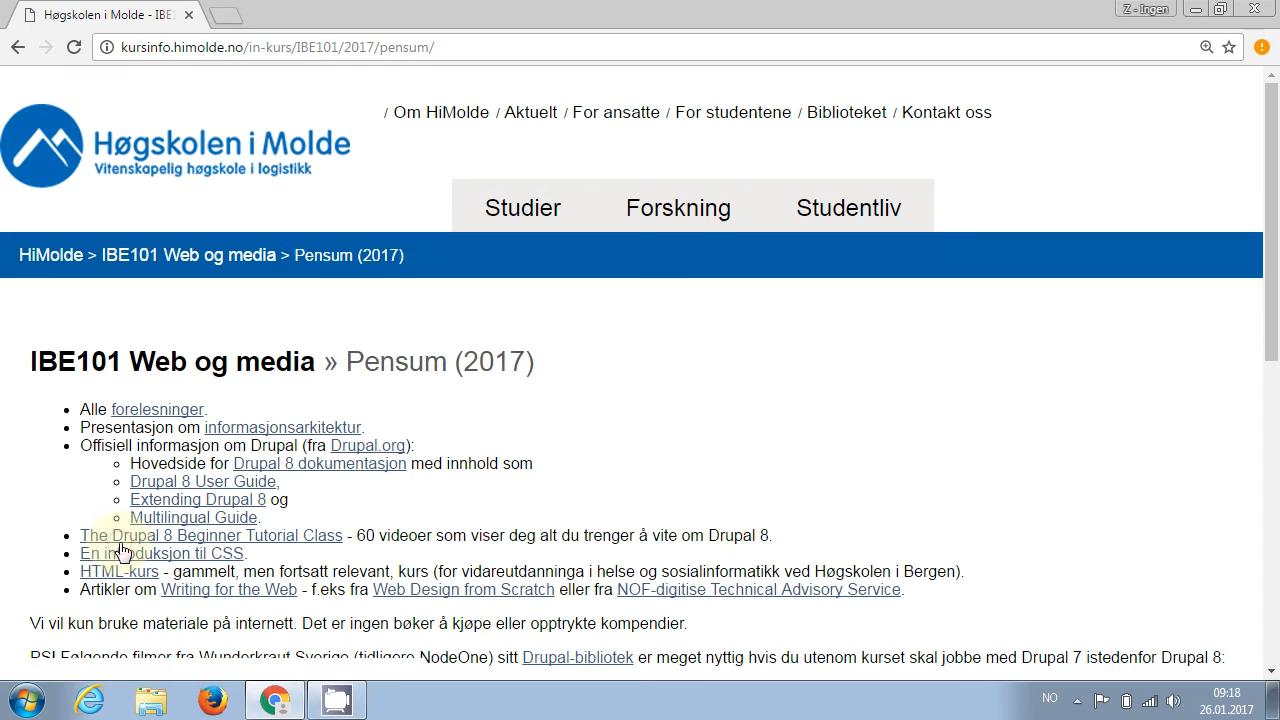 Høgskolen i Molde - IBE
Z - Ingen
kursinfo.himolde.no/in-kurs/IBE101/2017/pensum/
/ Om HiMolde / Aktuelt / For ansatte / For studentene / Biblioteket / Kontakt oss
Høgskolen i Molde
Vitenskapelig høgskole i logistikk
Studier Forskning Studentliv
HiMolde > IBE101 Web og media > Pensum (2017)
IBE101 Web og media » Pensum (2017)
Alle forelesninger.
Presentasjon om informasjonsarkitektur.
Offisiell informasjon om Drupal (fra Drupal.org):
Hovedside for Drupal 8 dokumentasjon med innhold som
Drupal 8 User Guide,
Extending Drupal 8 og
Multilingual Guide.
The Drupal 8 Beginner Tutorial Class - 60 videoer som viser deg alt du trenger å vite om Drupal 8.
En introduksjon til CSS.
HTML-kurs - gammelt, men fortsatt relevant, kurs (for vidareutdanninga i helse og sosialinformatikk ved Høgskolen i Bergen).
Artikler om Writing for the Web - f.eks fra Web Design from Scratch eller fra NOF-digitise Technical Advisory Service.
Vi vil kun bruke materiale på internett. Det er ingen bøker å kjøpe eller opptrykte kompendier.
PS! Følgende filmer fra Wunderkraut Sverige (tidligere NodeOne) sitt Drupal-bibliotek er meget nyttig hvis du utenom kurset skal jobbe med Drupal 7 istedenfor Drupal 8:
NO
09:18
26.01.2017